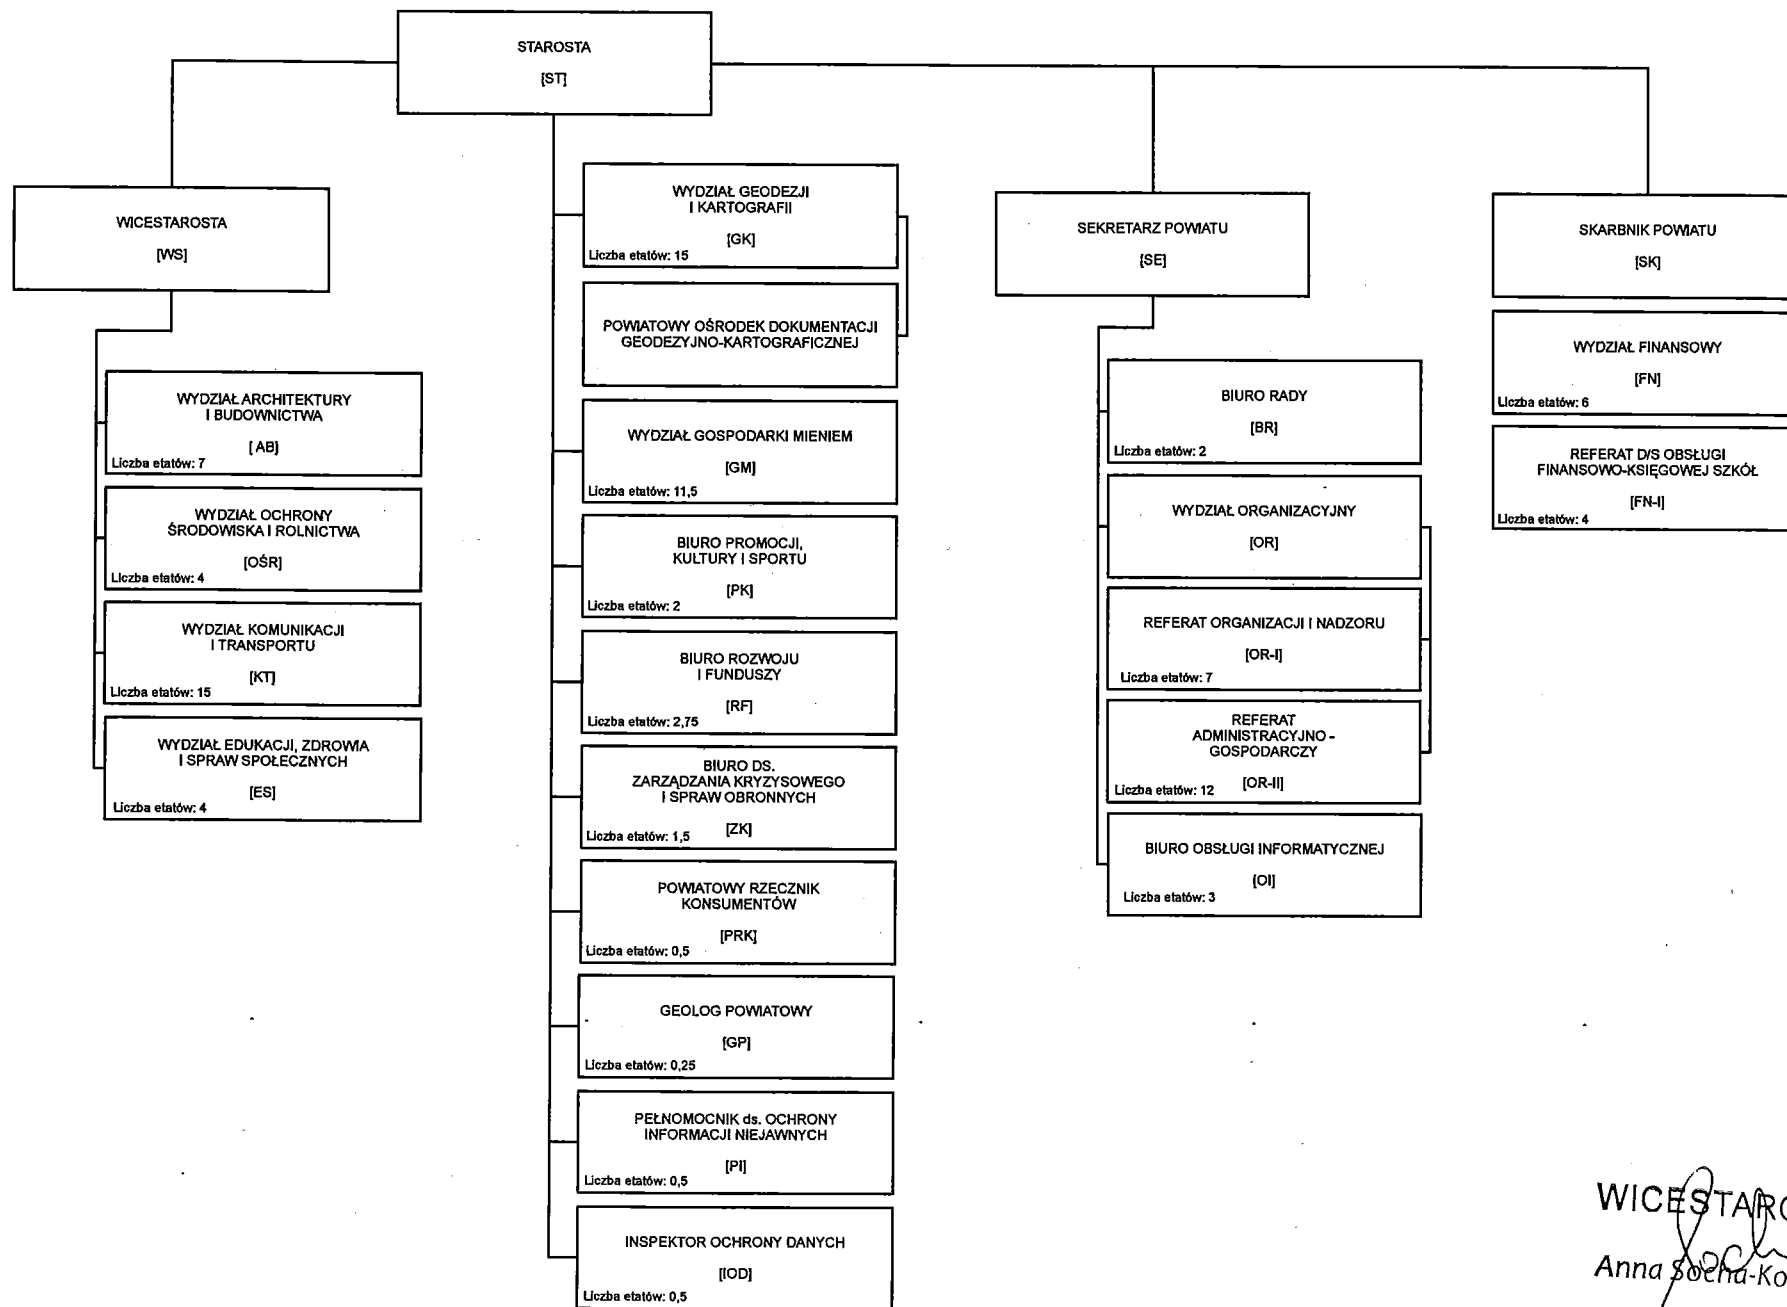 STAROSTA
[ST]
WICESTAROSTA
[WS]
WYDZIAŁ ARCHITEKTURY
I BUDOWNICTWA
[ AB]
Liczba etatów: 7
WYDZIAŁ OCHRONY
ŚRODOWISKA I ROLNICTWA
[OŚR]
Liczba etatów: 4
WYDZIAŁ KOMUNIKACJI
I TRANSPORTU
[KT]
Liczba etatów: 15
WYDZIAŁ EDUKACJI, ZDROWIA
I SPRAW SPOŁECZNYCH
[ES]
Liczba etatów: 4
WYDZIAŁ GEODEZJI
I KARTOGRAFII
[GK]
Liczba etatów: 15
POWIATOWY OŚRODEK DOKUMENTACJI
GEODEZYJNO-KARTOGRAFICZNEJ
WYDZIAŁ GOSPODARKI MIENIEM
[GM]
Liczba etatów: 11,5
BIURO PROMOCJI,
KULTURY I SPORTU
[PK]
Liczba etatów: 2
BIURO ROZWOJU
I FUNDUSZY
[RF]
Liczba etatów: 2,75
BIURO DS.
ZARZĄDZANIA KRYZYSOWEGO
I SPRAW OBRONNYCH
[ZK]
Liczba etatów: 1,5
POWIATOWY RZECZNIK
KONSUMENTÓW
[PRK]
Liczba etatów: 0,5
GEOLOG POWIATOWY
[GP]
Liczba etatów: 0,25
PEŁNOMOCNIK ds. OCHRONY
INFORMACJI NIEJAWNYCH
[PI]
Liczba etatów: 0,5
INSPEKTOR OCHRONY DANYCH
[IOD]
Liczba etatów: 0,5
SEKRETARZ POWIATU
[SE]
BIURO RADY
[BR]
Liczba etatów: 2
WYDZIAŁ ORGANIZACYJNY
[OR]
REFERAT ORGANIZACJI I NADZORU
[OR-I]
Liczba etatów: 7
REFERAT
ADMINISTRACYJNO -
GOSPODARCZY
[OR-II]
Liczba etatów: 12
BIURO OBSŁUGI INFORMATYCZNEJ
[OI]
Liczba etatów: 3
SKARBNIK POWIATU
[SK]
WYDZIAŁ FINANSOWY
[FN]
Liczba etatów: 6
REFERAT D/S OBSŁUGI
FINANSOWO-KSIĘGOWEJ SZKÓŁ
[FN-I]
Liczba etatów: 4
WICESTARO
Anna Socha-Ko